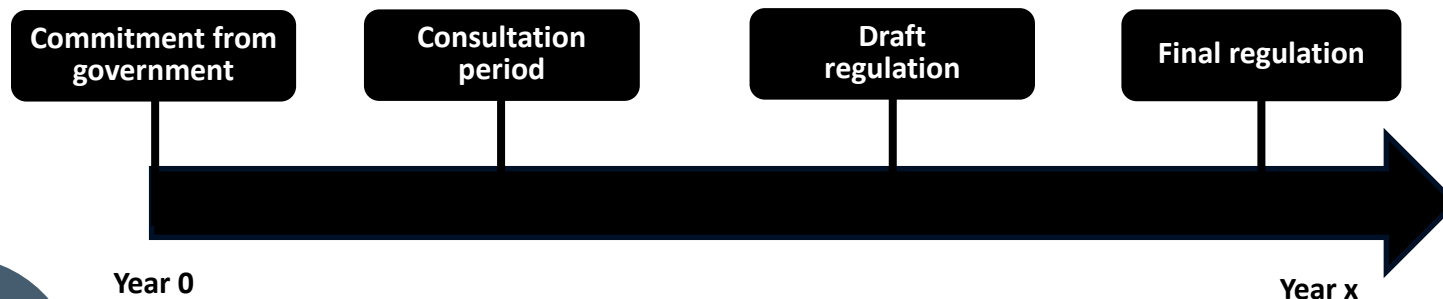 Commitment from
government
Consultation
period
Draft
regulation
Final regulation
Year 0
Year x